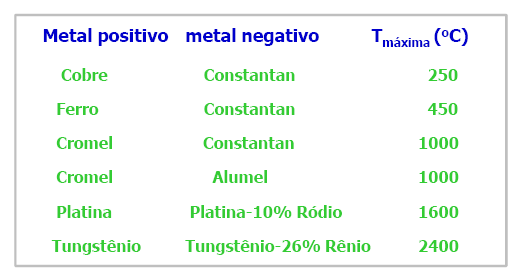 Metal positivo metal negativo Tmáxima (ºC)
Cobre Constantan 250
Ferro Constantan 450
Cromel Constantan 1000
Cromel Alumel 1000
Platina Platina-10% Ródio 1600
Tungstênio Tungstênio-26% Rênio 2400